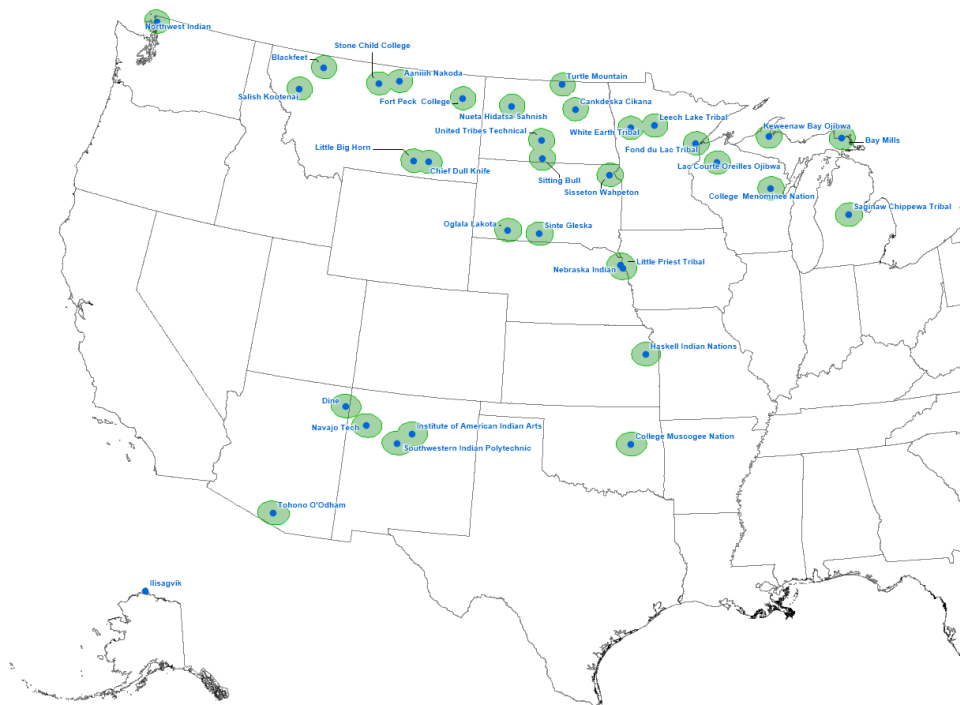 Northwest Indian
Stone Child College
Blackfeet
Aaniiih Nakoda
Turtle Mountain
Salish Kootenai
Fort Peck College
Cankdeska Cikana
Nueta Hidatsa-Sahnish
Leech Lake Tribal
United Tribes Technical
White Earth Tribal
Keweenaw Bay Ojibwa
Bay Mills
Little Big Horn
Fond du Lac Tribal
Chief Dull Knife
Sitting Bull
Lac Courte Oreilles Ojibwa
Sisseton Wahpeton
College Menominee Nation
Saginaw Chippewa Tribal
Oglala Lakota
Sinte Gleska
Little Priest Tribal
Nebraska Indian
Haskell Indian Nations
Dine
Navajo Tech
Institute of American Indian Arts
College Muscogee Nation
Southwestern Indian Polytechnic
Tohono O'Odham
Ilisagvik